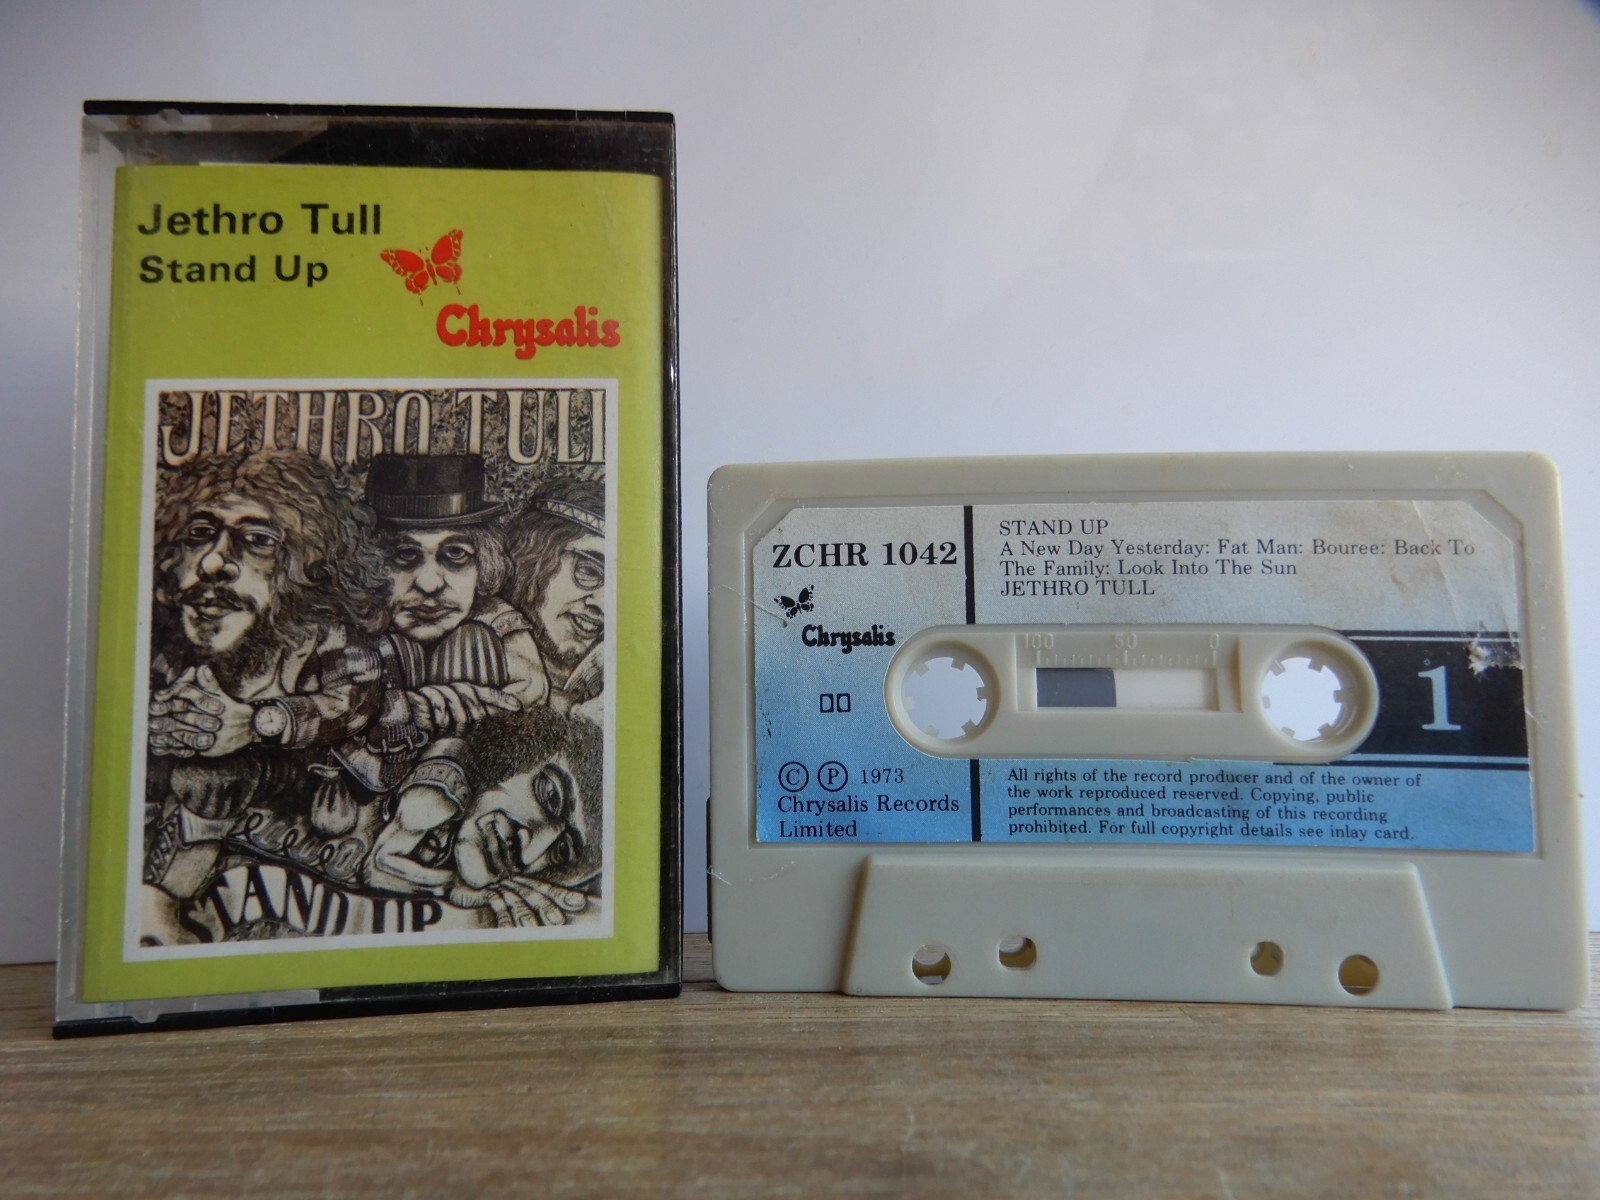 Jethro Tull
Stand Up
Chrysalis
JETHRO TULL
STAND UP
ZCHR 1042
Chrysalis
© ℗ 1973
Chrysalis Records
Limited
STAND UP
A New Day Yesterday: Fat Man: Bouree: Back To
The Family: Look Into The Sun
JETHRO TULL
100 50 0
1
All rights of the record producer and of the owner of
the work reproduced reserved. Copying, public
performances and broadcasting of this recording
prohibited. For full copyright details see inlay card.